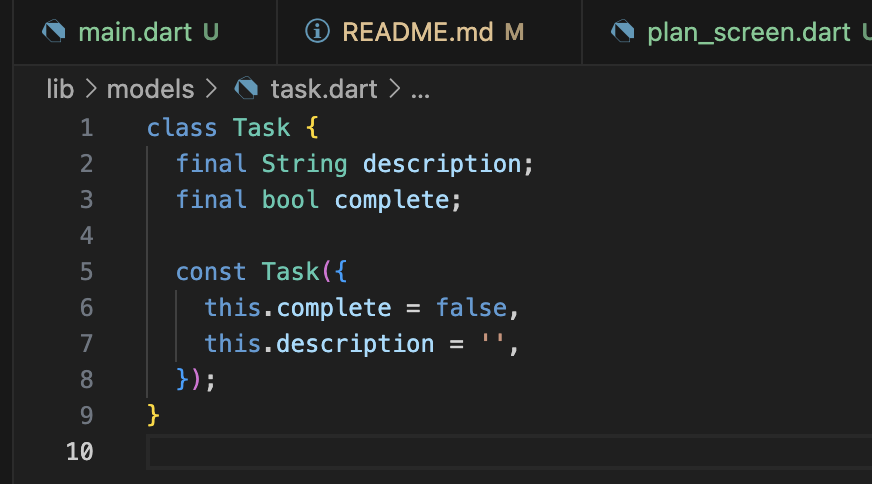 main.dart U README.md M plan_screen.dart
lib > models > task.dart > ...
1 class Task {
2   final String description;
3   final bool complete;
4
5   const Task({
6     this.complete = false,
7     this.description = '',
8   });
9 }
10